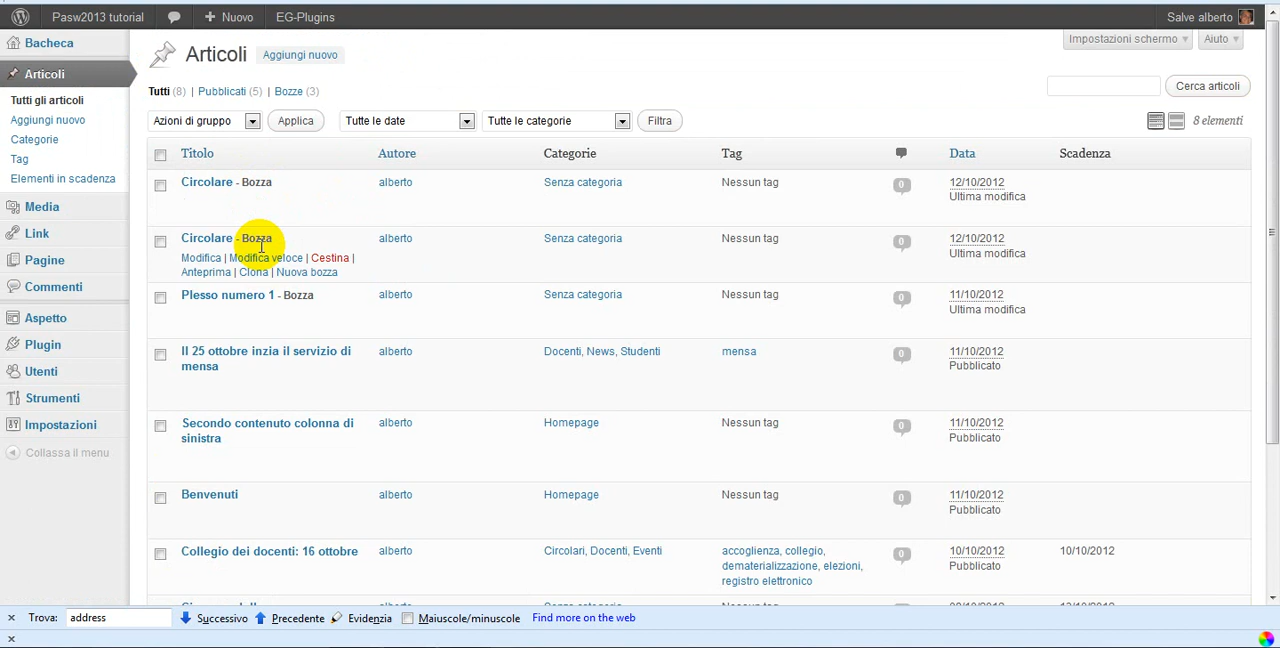 Pasw2013 tutorial + Nuovo EG-Plugins Salve alberto
Bacheca
Articoli
Tutti gli articoli
Aggiungi nuovo
Categorie
Tag
Elementi in scadenza
Media
Link
Pagine
Commenti
Aspetto
Plugin
Utenti
Strumenti
Impostazioni
Collassa il menu
Impostazioni schermo Aiuto
Articoli Aggiungi nuovo
Tutti (8) | Pubblicati (5) | Bozze (3)
Cerca articoli
Azioni di gruppo Applica Tutte le date Tutte le categorie Filtra 8 elementi
Titolo Autore Categorie Tag Data Scadenza
Circolare - Bozza alberto Senza categoria Nessun tag 0 12/10/2012
Ultima modifica
Circolare - Bozza alberto Senza categoria Nessun tag 0 12/10/2012
Ultima modifica
Modifica | Modifica veloce | Cestina |
Anteprima | Clona | Nuova bozza
Plesso numero 1 - Bozza alberto Senza categoria Nessun tag 0 11/10/2012
Ultima modifica
Il 25 ottobre inzia il servizio di alberto Docenti, News, Studenti mensa 0 11/10/2012
mensa Pubblicato
Secondo contenuto colonna di alberto Homepage Nessun tag 0 11/10/2012
sinistra Pubblicato
Benvenuti alberto Homepage Nessun tag 0 11/10/2012
Pubblicato
Collegio dei docenti: 16 ottobre alberto Circolari, Docenti, Eventi accoglienza, collegio, 0 10/10/2012 10/10/2012
dematerializzazione, elezioni, Pubblicato
registro elettronico
Trova: address Successivo Precedente Evidenzia Maiuscole/minuscole Find more on the web